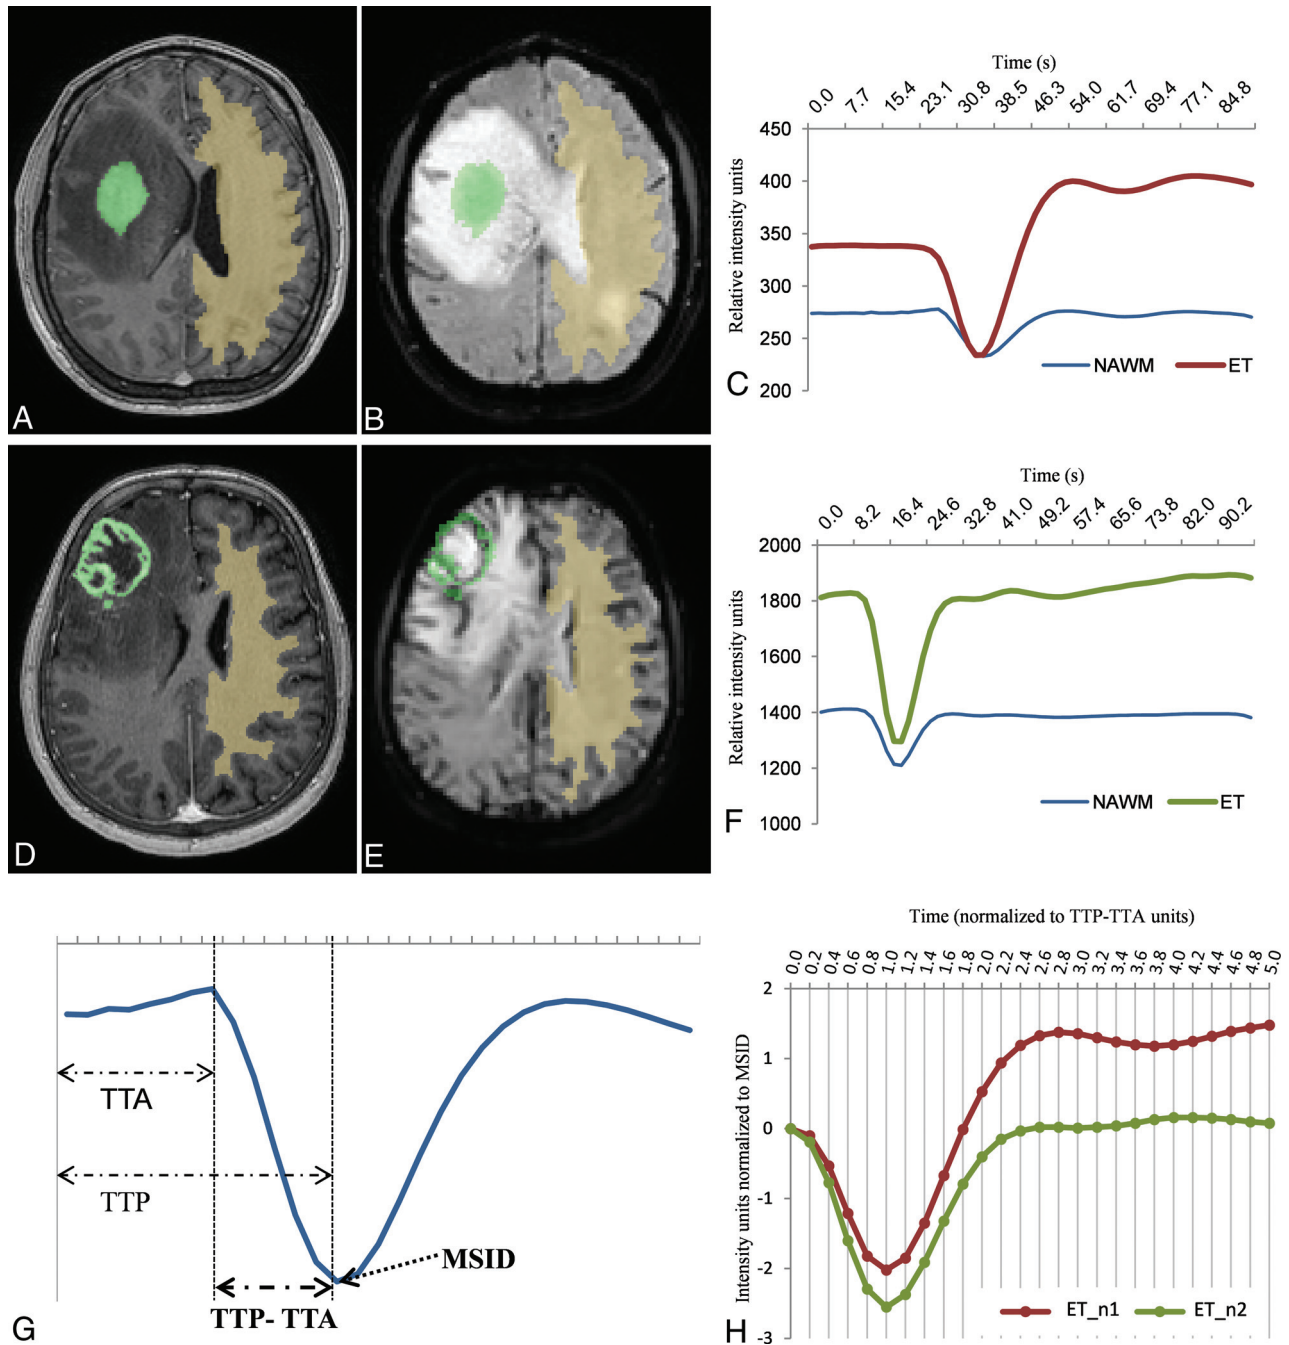 A
B
Time (s)
0.0 7.7 15.4 23.1 30.8 38.5 46.3 54.0 61.7 69.4 77.1 84.8
450
400
350
300
250
200
Relative intensity units
NAWM ET
C
D
E
Time (s)
0.0 8.2 16.4 24.6 32.8 41.0 49.2 57.4 65.6 73.8 82.0 90.2
2000
1800
1600
1400
1200
1000
Relative intensity units
NAWM ET
F
TTA
TTP
MSID
TTP- TTA
G
Time (normalized to TTP-TTA units)
0.0 0.2 0.4 0.6 0.8 1.0 1.2 1.4 1.6 1.8 2.0 2.2 2.4 2.6 2.8 3.0 3.2 3.4 3.6 3.8 4.0 4.2 4.4 4.6 4.8 5.0
2
1
0
-1
-2
-3
Intensity units normalized to MSID
ET_n1 ET_n2
H